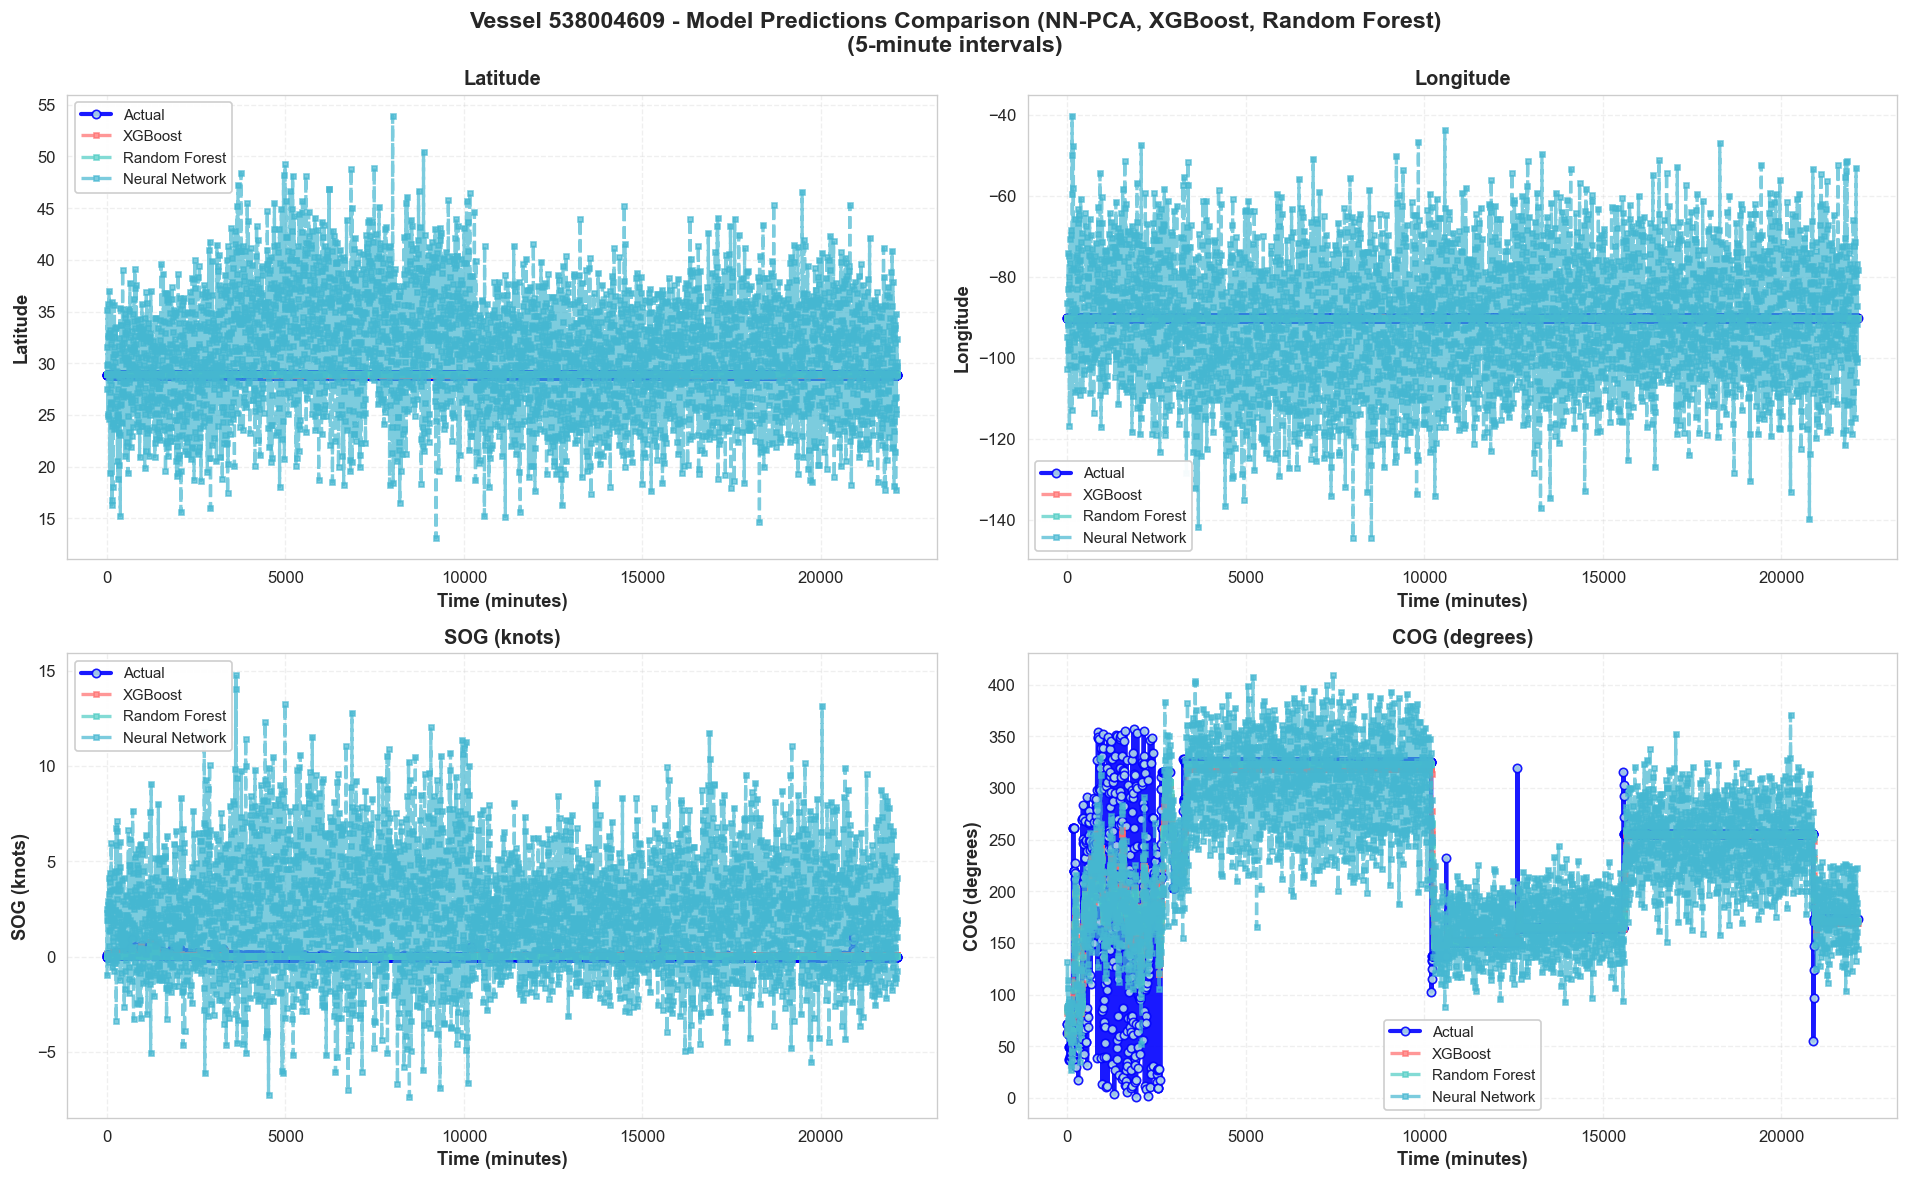 Vessel 538004609 - Model Predictions Comparison (NN-PCA, XGBoost, Random Forest)
(5-minute intervals)
Latitude
55
50
45
40
35
30
25
20
15
Latitude
Actual
XGBoost
Random Forest
Neural Network
0
5000
10000
15000
20000
Time (minutes)
Longitude
−40
−60
−80
−100
−120
−140
Longitude
Actual
XGBoost
Random Forest
Neural Network
0
5000
10000
15000
20000
Time (minutes)
SOG (knots)
15
10
5
0
−5
SOG (knots)
Actual
XGBoost
Random Forest
Neural Network
0
5000
10000
15000
20000
Time (minutes)
COG (degrees)
400
350
300
250
200
150
100
50
0
COG (degrees)
Actual
XGBoost
Random Forest
Neural Network
0
5000
10000
15000
20000
Time (minutes)